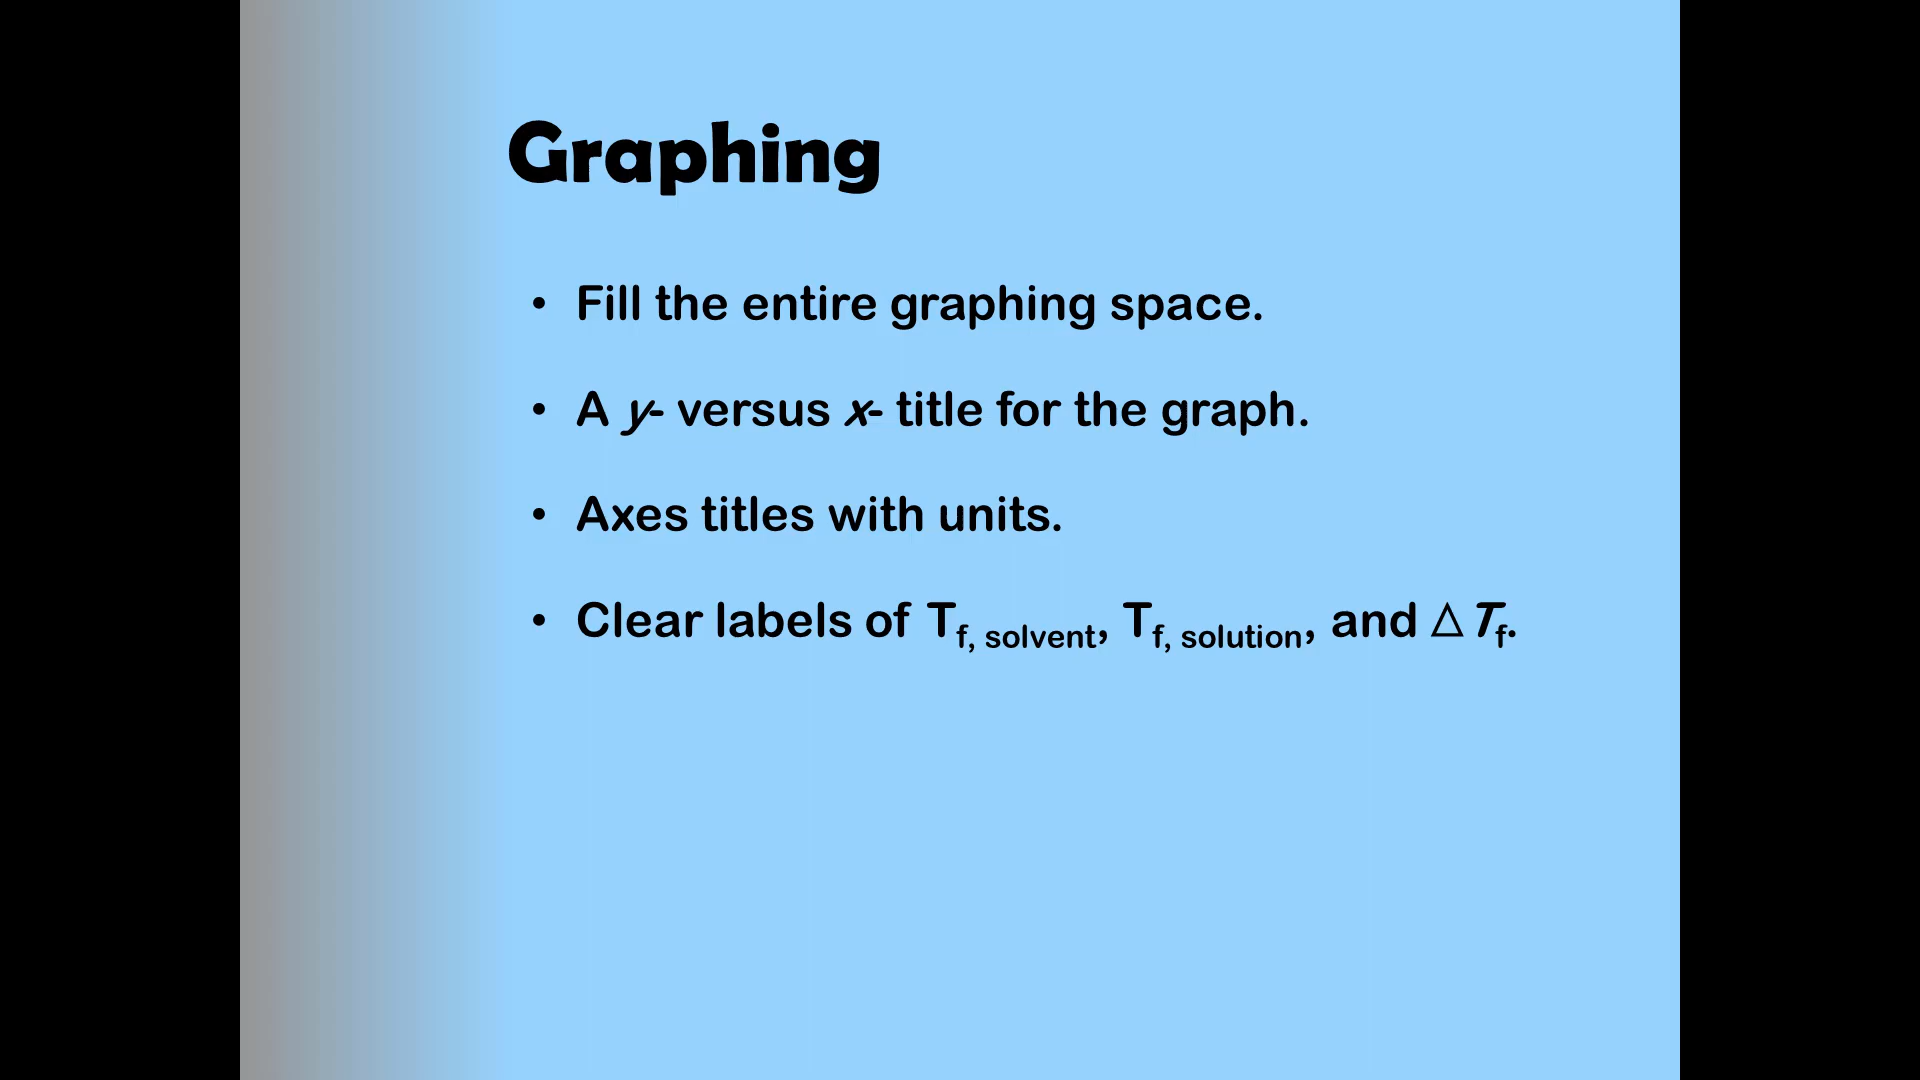 Graphing
• Fill the entire graphing space.
• A y- versus x- title for the graph.
• Axes titles with units.
• Clear labels of Tf, solvent, Tf, solution, and ΔTf.